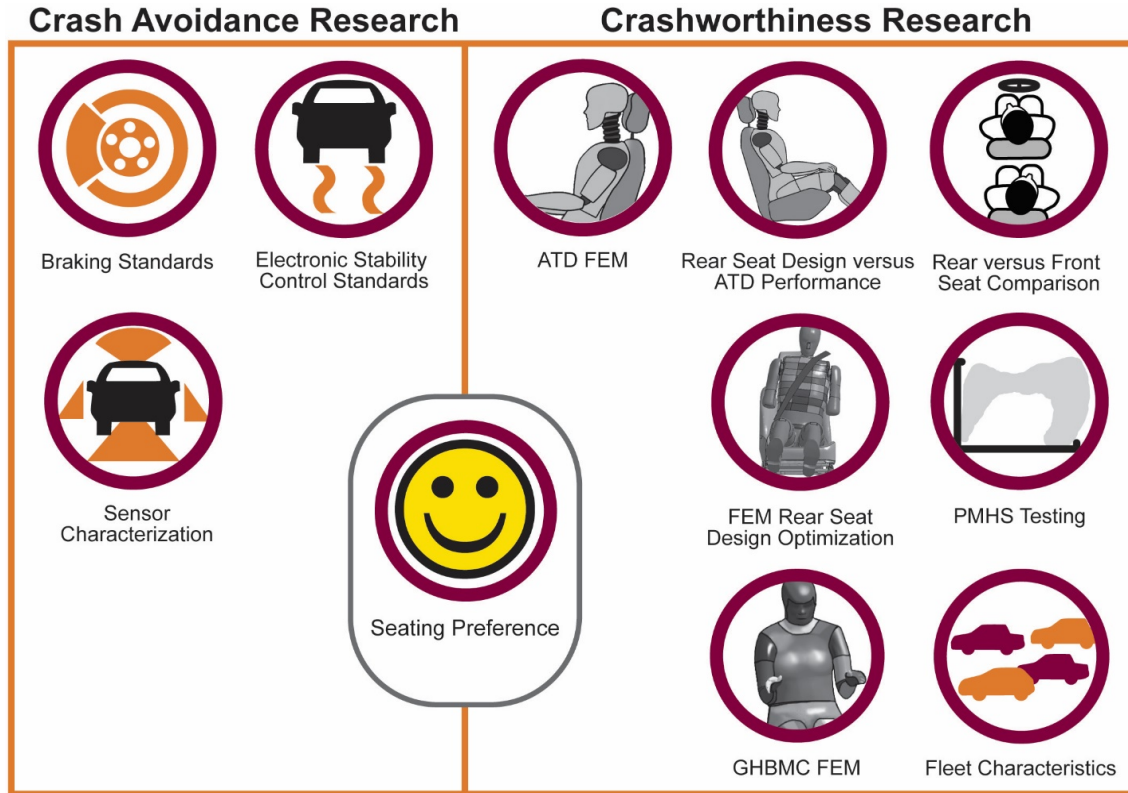 Crash Avoidance Research
Crashworthiness Research
Braking Standards
Electronic Stability
Control Standards
ATD FEM
Rear Seat Design versus
ATD Performance
Rear versus Front
Seat Comparison
Sensor
Characterization
Seating Preference
FEM Rear Seat
Design Optimization
PMHS Testing
GHBMC FEM
Fleet Characteristics